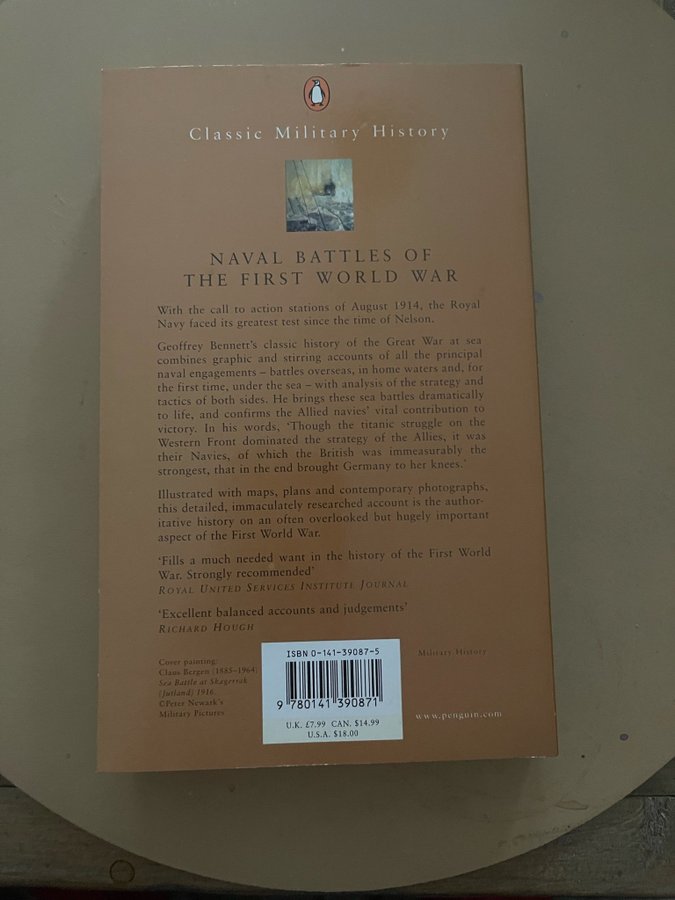 Classic Military History
NAVAL BATTLES OF
THE FIRST WORLD WAR
With the call to action stations of August 1914, the Royal
Navy faced its greatest test since the time of Nelson.
Geoffrey Bennett's classic history of the Great War at sea
combines graphic and stirring accounts of all the principal
naval engagements – battles overseas, in home waters and, for
the first time, under the sea – with analysis of the strategy and
tactics of both sides. He brings these sea battles dramatically
to life, and confirms the Allied navies' vital contribution to
victory. In his words, 'Though the titanic struggle on the
Western Front dominated the strategy of the Allies, it was
their Navies, of which the British was immeasurably the
strongest, that in the end brought Germany to her knees.'
Illustrated with maps, plans and contemporary photographs,
this detailed, immaculately researched account is the author-
itative history on an often overlooked but hugely important
aspect of the First World War.
'Fills a much needed want in the history of the First World
War. Strongly recommended'
ROYAL UNITED SERVICES INSTITUTE JOURNAL
'Excellent balanced accounts and judgements'
RICHARD HOUGH
Cover painting:
Claus Bergen (1885–1964)
Sea Battle at Skagerrak
(Jutland) 1916.
©Peter Newark's
Military Pictures
ISBN 0-141-39087-5
9 780141 390871
U.K. £7.99 CAN. $14.99
U.S.A. $18.00
Military History
www.penguin.com